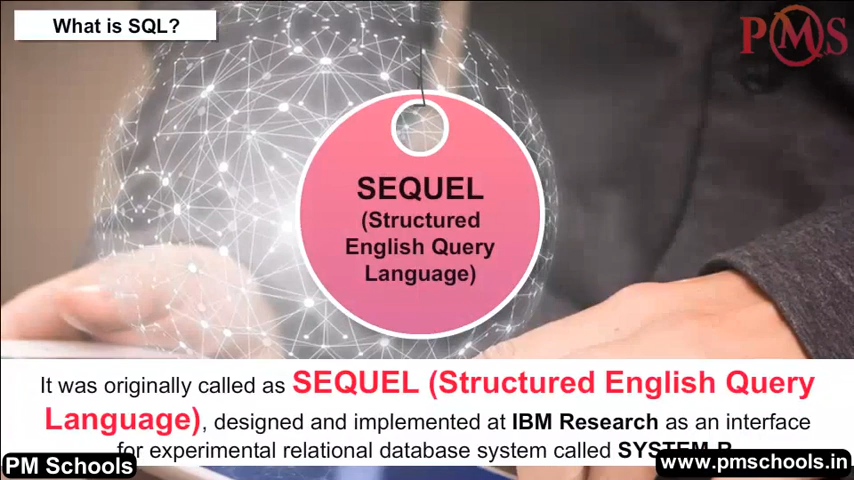 What is SQL?
PMS
SEQUEL
(Structured
English Query
Language)
It was originally called as SEQUEL (Structured English Query
Language), designed and implemented at IBM Research as an interface
for experimental relational database system called SYSTEM R
PM Schools
www.pmschools.in